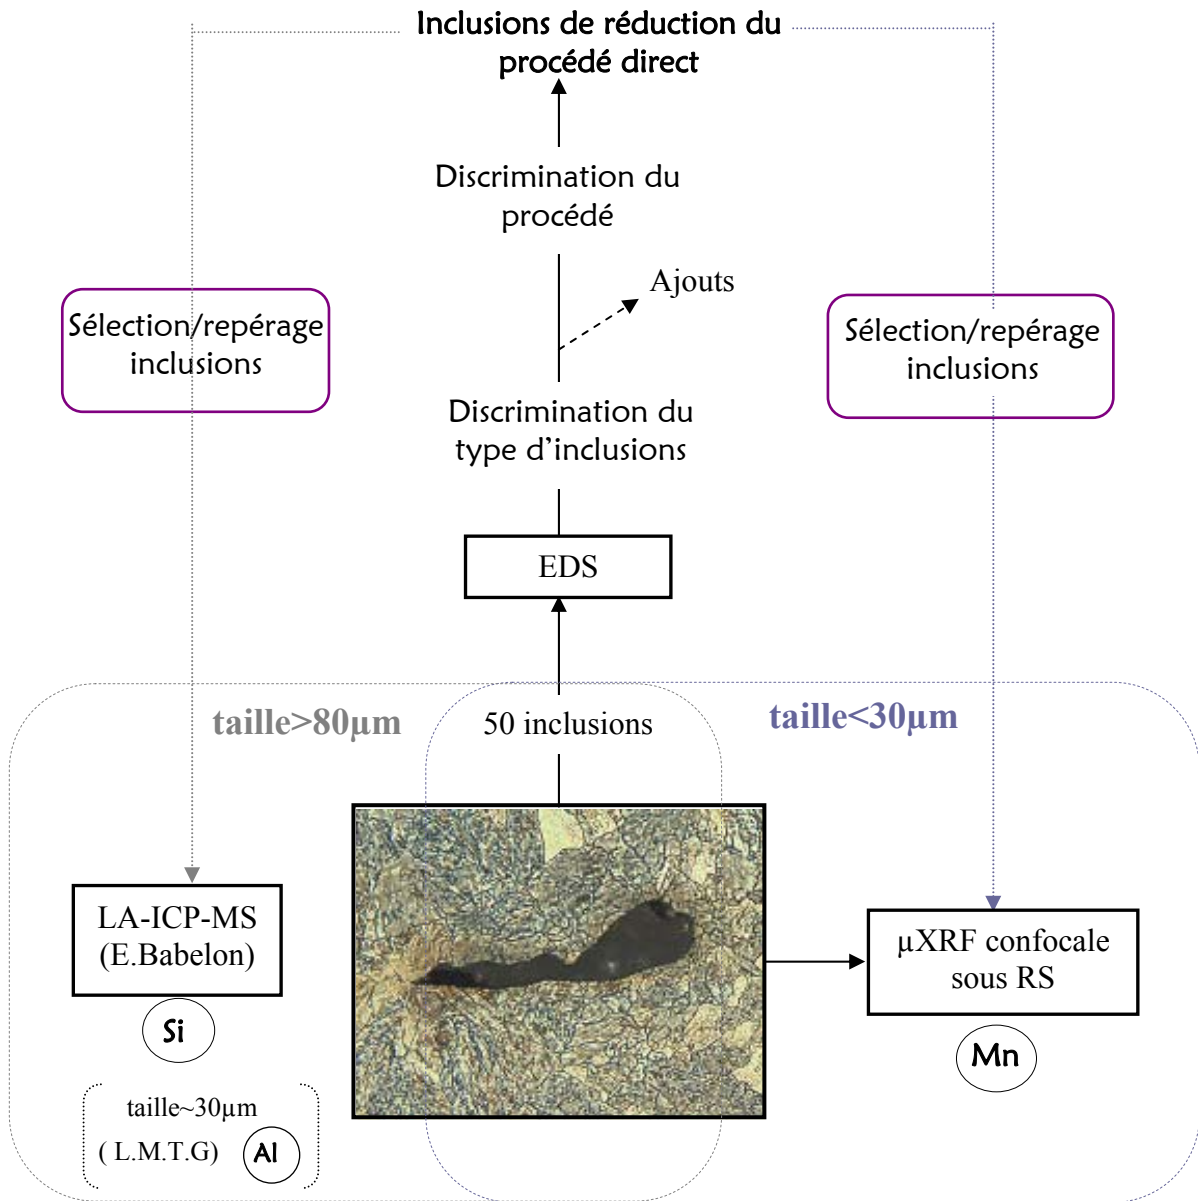 Inclusions de réduction du
procédé direct
Discrimination du
procédé
Ajouts
Sélection/repérage
inclusions
Sélection/repérage
inclusions
Discrimination du
type d'inclusions
EDS
taille>80µm
50 inclusions
taille<30µm
LA-ICP-MS
(E.Babelon)
Si
taille~30µm
( L.M.T.G)
Al
µXRF confocale
sous RS
Mn